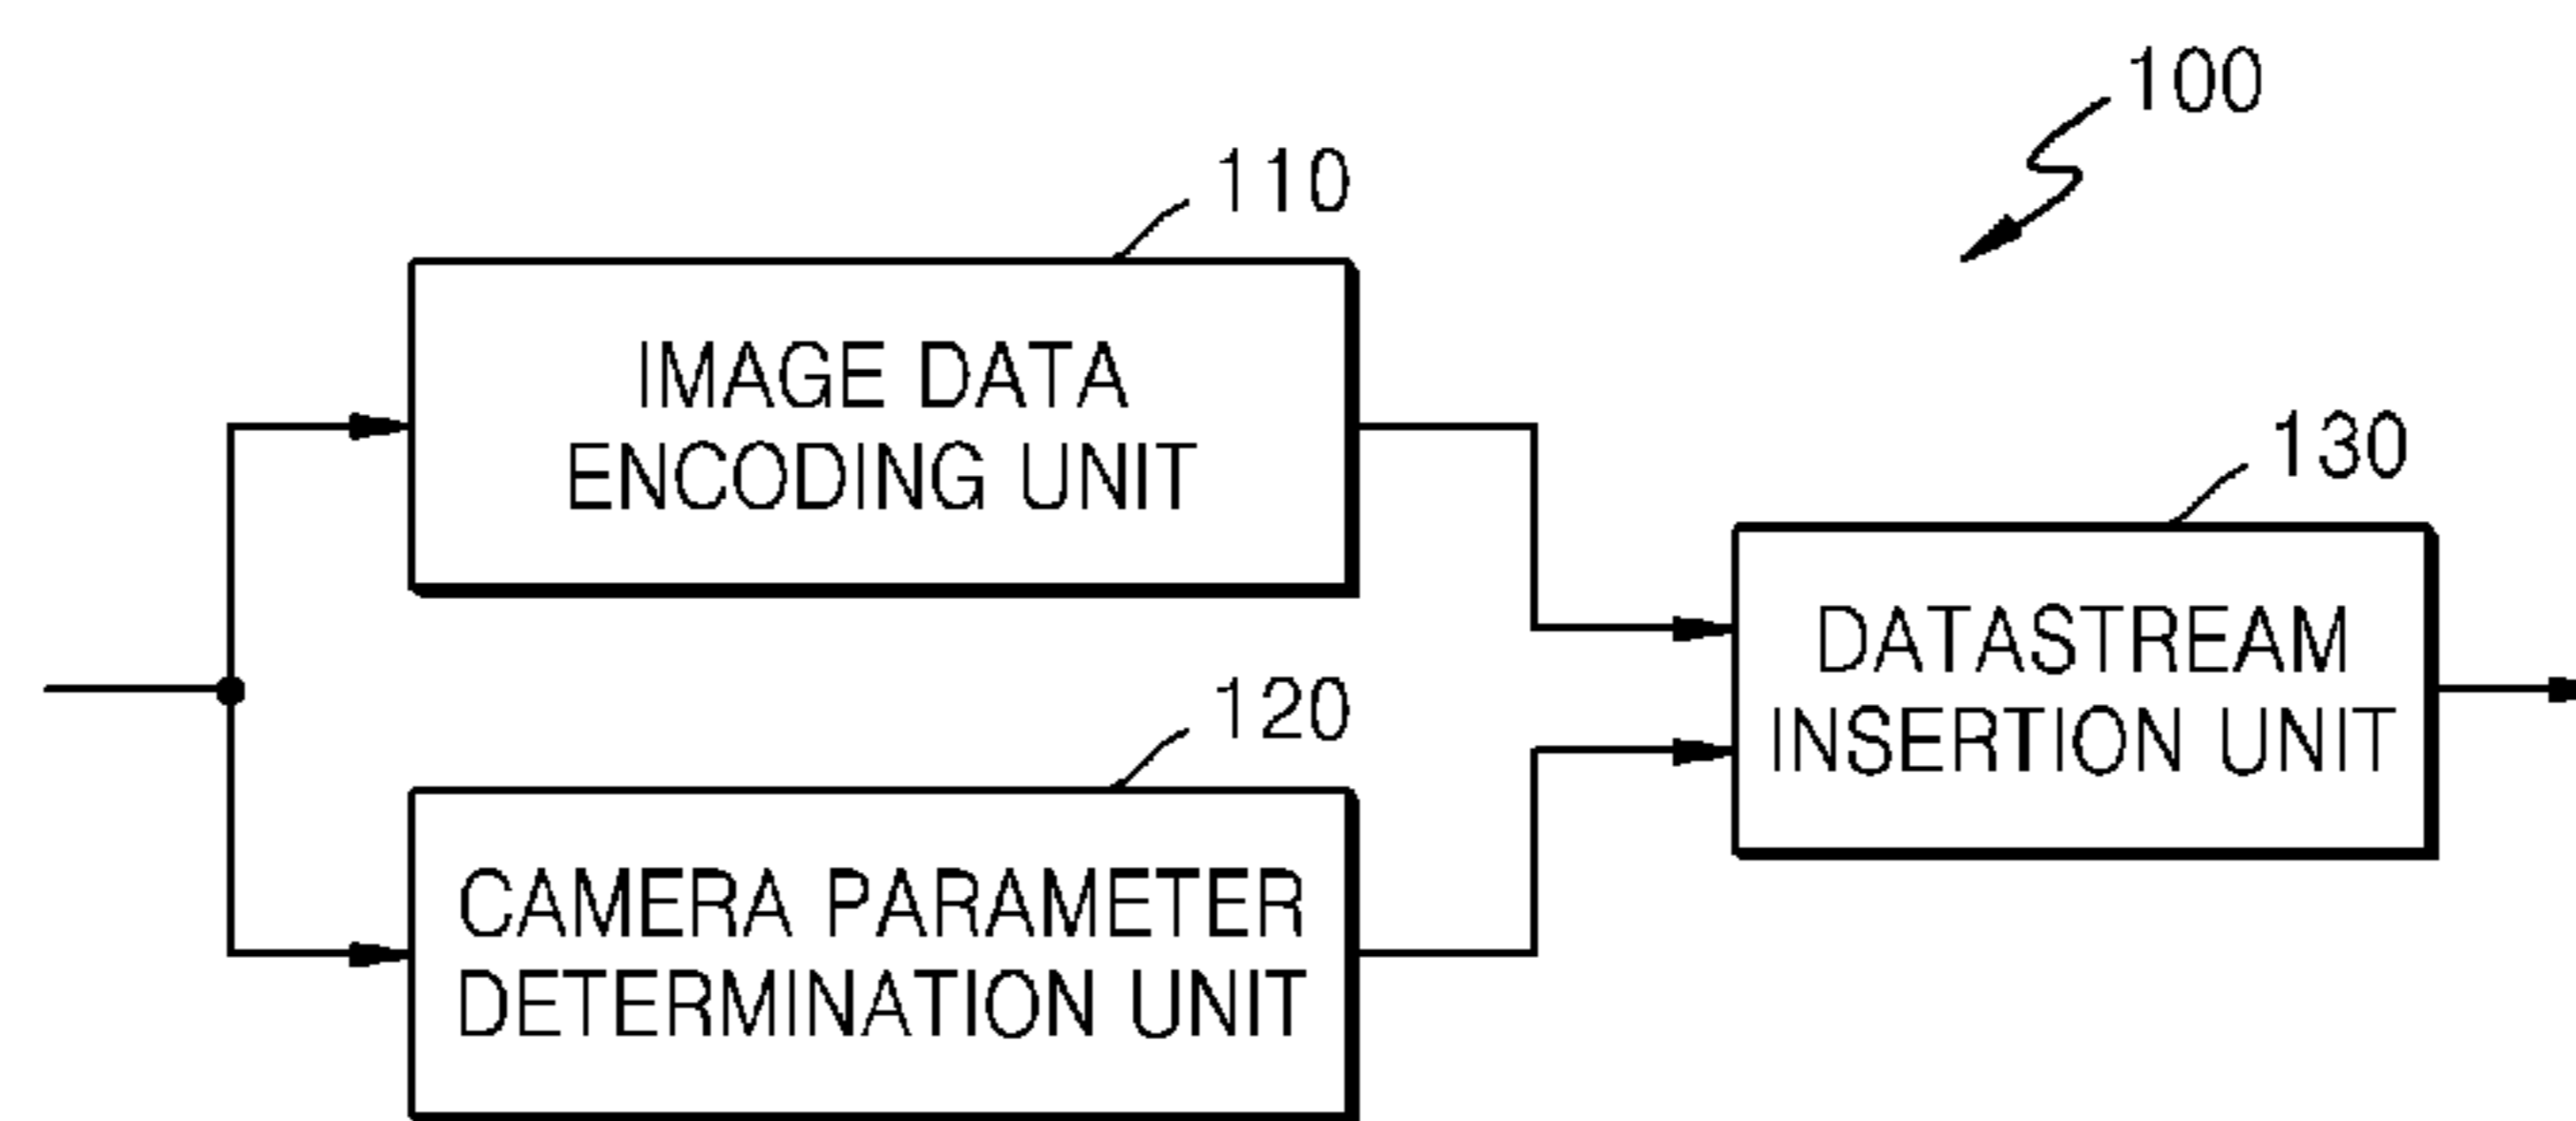 100
110
IMAGE DATA
ENCODING UNIT
130
DATASTREAM
INSERTION UNIT
120
CAMERA PARAMETER
DETERMINATION UNIT